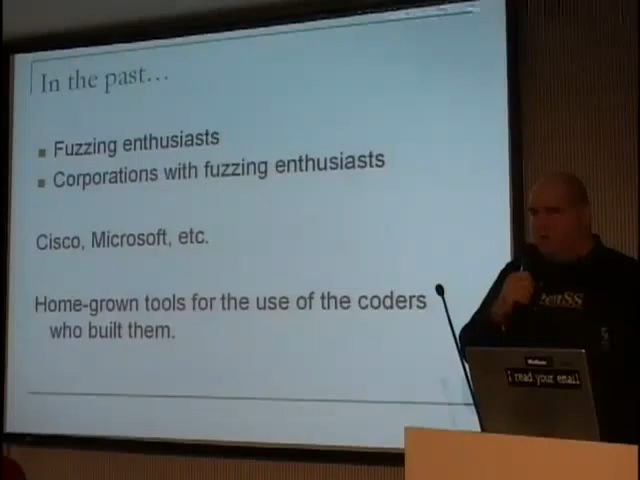 In the past…
Fuzzing enthusiasts
Corporations with fuzzing enthusiasts
Cisco, Microsoft, etc.
Home-grown tools for the use of the coders
who built them.
I read your email